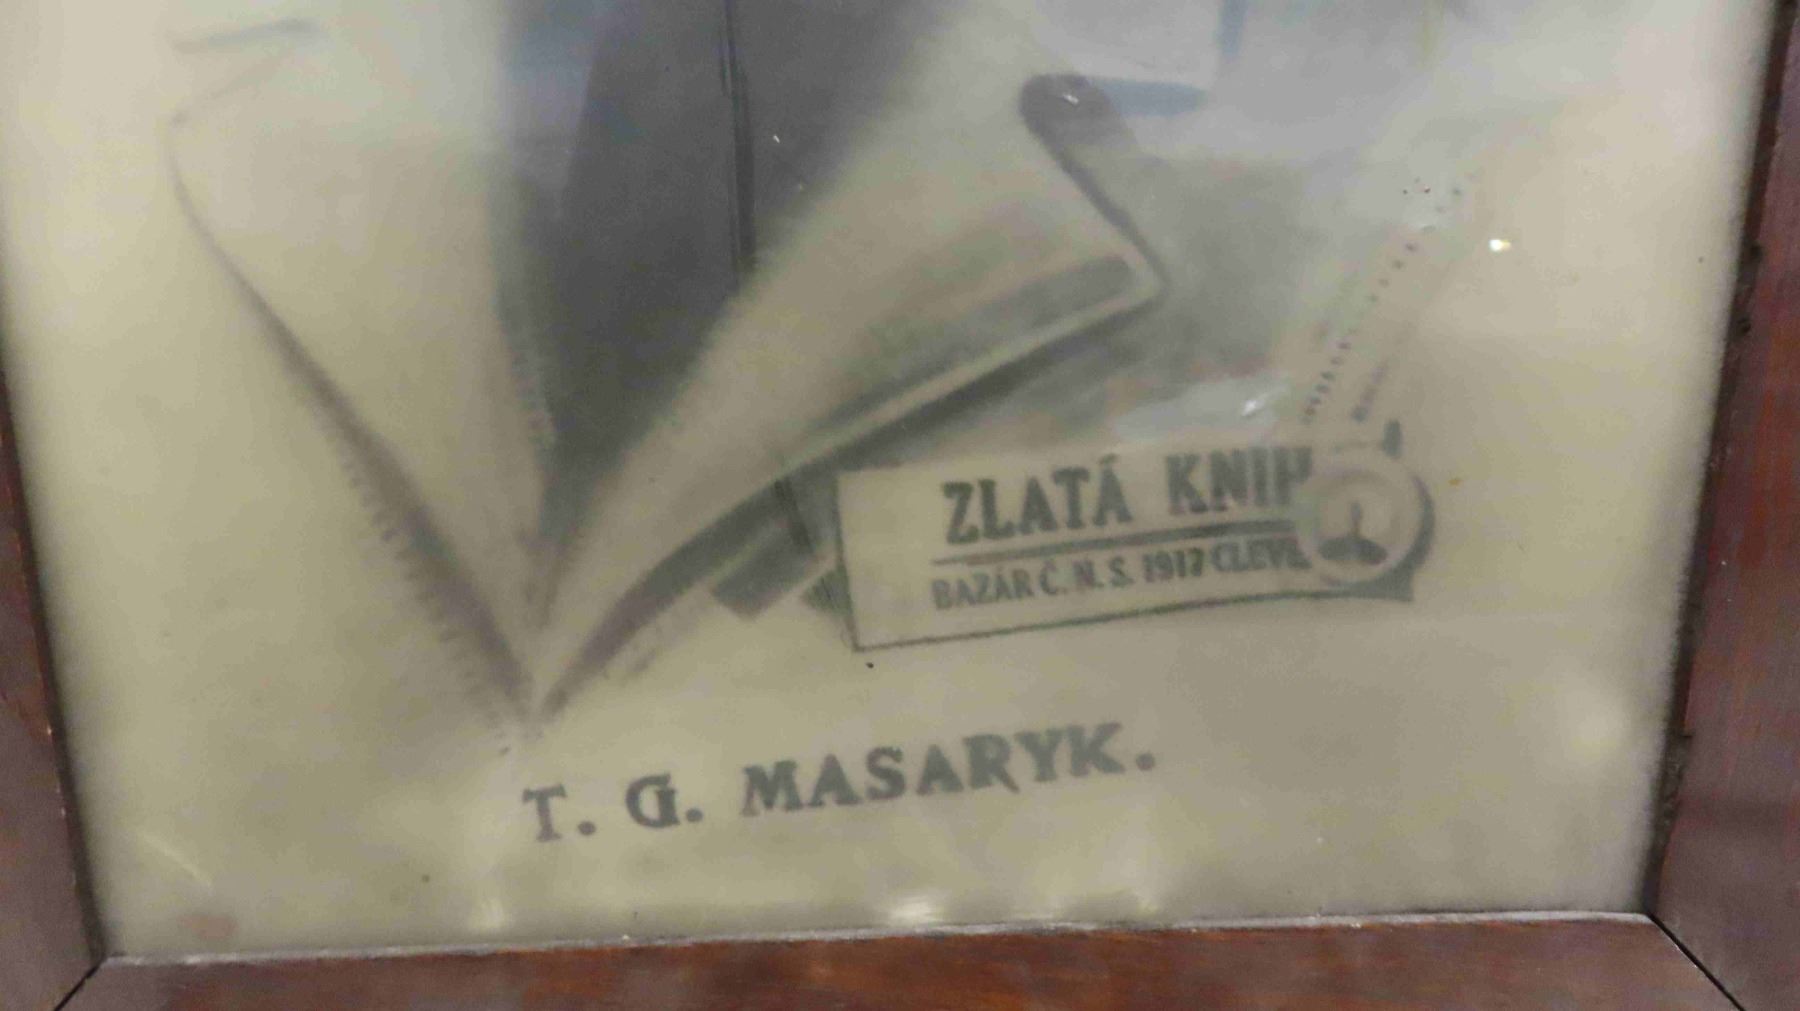 ZLATÁ KNIH
BAZÁR Č. N. S. 1917 CLEVE
T. G. MASARYK.